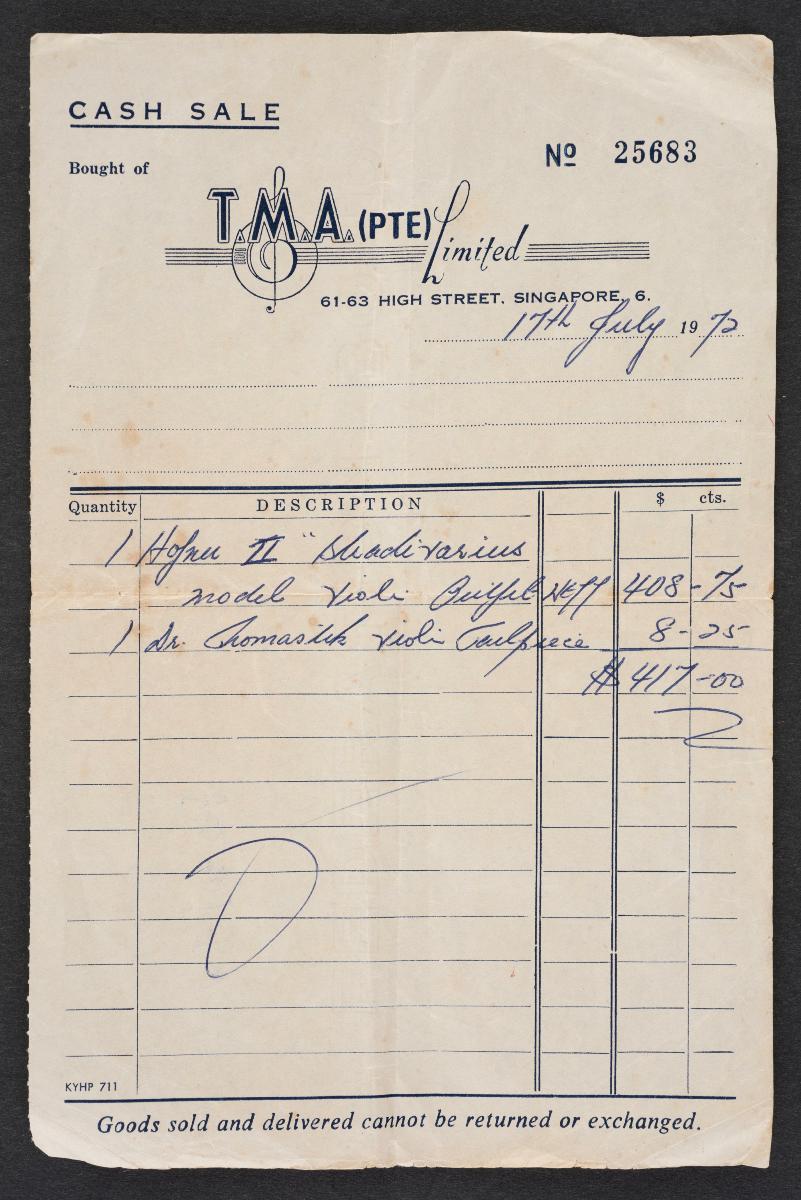 CASH SALE
Nº 25683
Bought of
T.M.A. (PTE) Limited
61-63 HIGH STREET, SINGAPORE, 6.
17th July 1972
Quantity DESCRIPTION $ cts.
1 Hofner II "Stradivarius
model Violin Outfit Nett 408-75
1 Dr. Thomastik violin Tailpiece 8-25
$ 417-00
KYHP 711
Goods sold and delivered cannot be returned or exchanged.